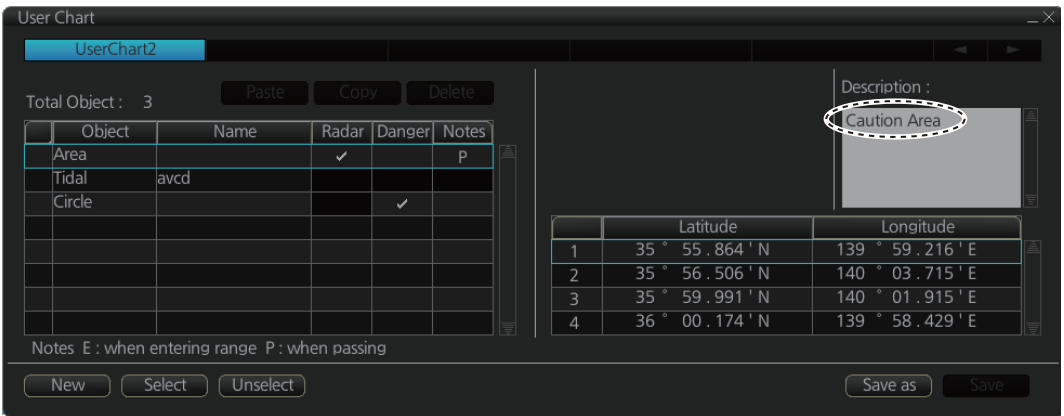 User Chart
UserChart2
Total Object : 3
Paste Copy Delete
Object Name Radar Danger Notes
Area ✓ P
Tidal avcd
Circle ✓
Notes E : when entering range P : when passing
Description :
Caution Area
Latitude Longitude
1 35 ° 55 . 864 ' N 139 ° 59 . 216 ' E
2 35 ° 56 . 506 ' N 140 ° 03 . 715 ' E
3 35 ° 59 . 991 ' N 140 ° 01 . 915 ' E
4 36 ° 00 . 174 ' N 139 ° 58 . 429 ' E
New Select Unselect Save as Save